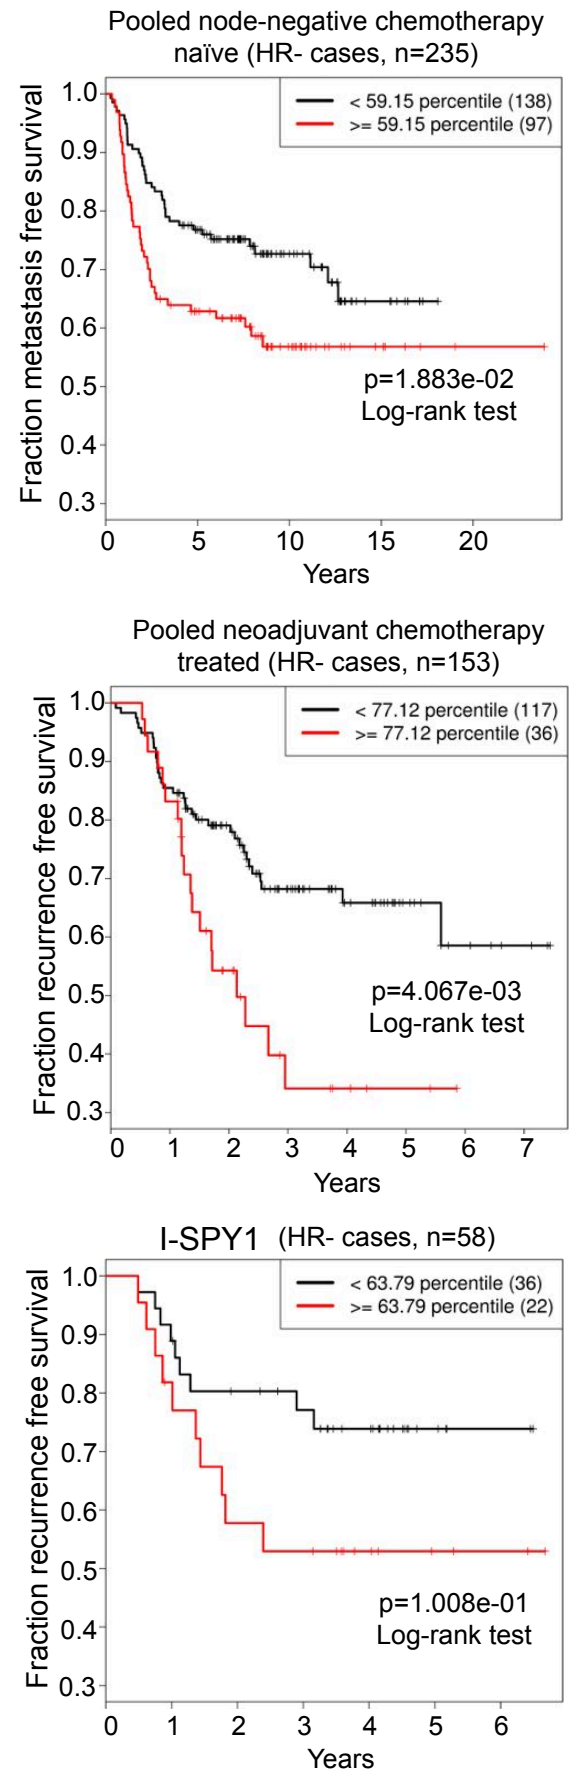 Pooled node-negative chemotherapy
naïve (HR- cases, n=235)
Fraction metastasis free survival
1.0
0.9
0.8
0.7
0.6
0.5
0.4
0.3
< 59.15 percentile (138)
>= 59.15 percentile (97)
p=1.883e-02
Log-rank test
0 5 10 15 20
Years
Pooled neoadjuvant chemotherapy
treated (HR- cases, n=153)
Fraction recurrence free survival
1.0
0.9
0.8
0.7
0.6
0.5
0.4
0.3
< 77.12 percentile (117)
>= 77.12 percentile (36)
p=4.067e-03
Log-rank test
0 1 2 3 4 5 6 7
Years
I-SPY1 (HR- cases, n=58)
Fraction recurrence free survival
1.0
0.9
0.8
0.7
0.6
0.5
0.4
0.3
< 63.79 percentile (36)
>= 63.79 percentile (22)
p=1.008e-01
Log-rank test
0 1 2 3 4 5 6
Years